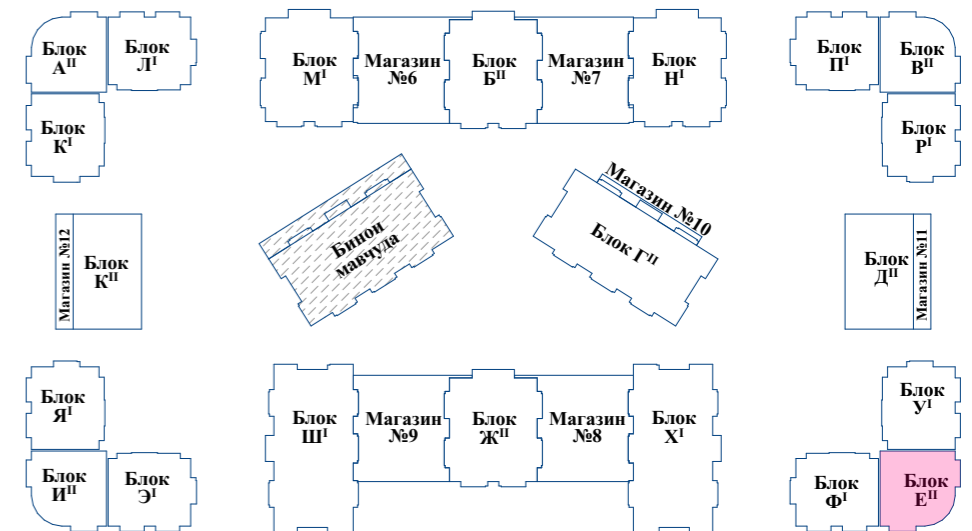 Блок
Аᴵᴵ
Блок
Лᴵ
Блок
Мᴵ
Магазин
№6
Блок
Бᴵᴵ
Магазин
№7
Блок
Нᴵ
Блок
Пᴵ
Блок
Вᴵᴵ
Блок
Кᴵ
Блок
Рᴵ
Магазин №12
Блок
Кᴵᴵ
Бинои
мавчуда
Магазин №10
Блок Гᴵᴵ
Блок
Дᴵᴵ
Магазин №11
Блок
Яᴵ
Блок
Шᴵ
Магазин
№9
Блок
Жᴵᴵ
Магазин
№8
Блок
Хᴵ
Блок
Уᴵ
Блок
Иᴵᴵ
Блок
Эᴵ
Блок
Фᴵ
Блок
Еᴵᴵ